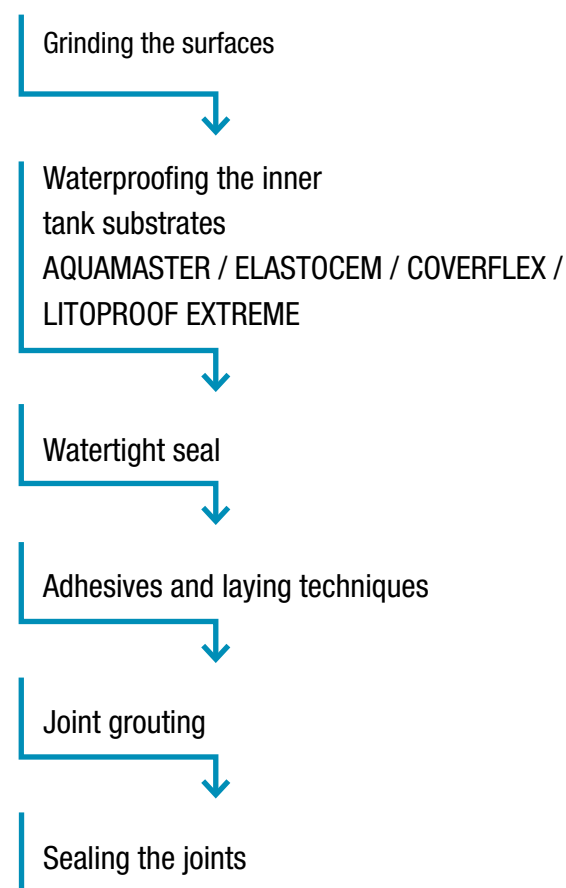 Grinding the surfaces
Waterproofing the inner
tank substrates
AQUAMASTER / ELASTOCEM / COVERFLEX /
LITOPROOF EXTREME
Watertight seal
Adhesives and laying techniques
Joint grouting
Sealing the joints